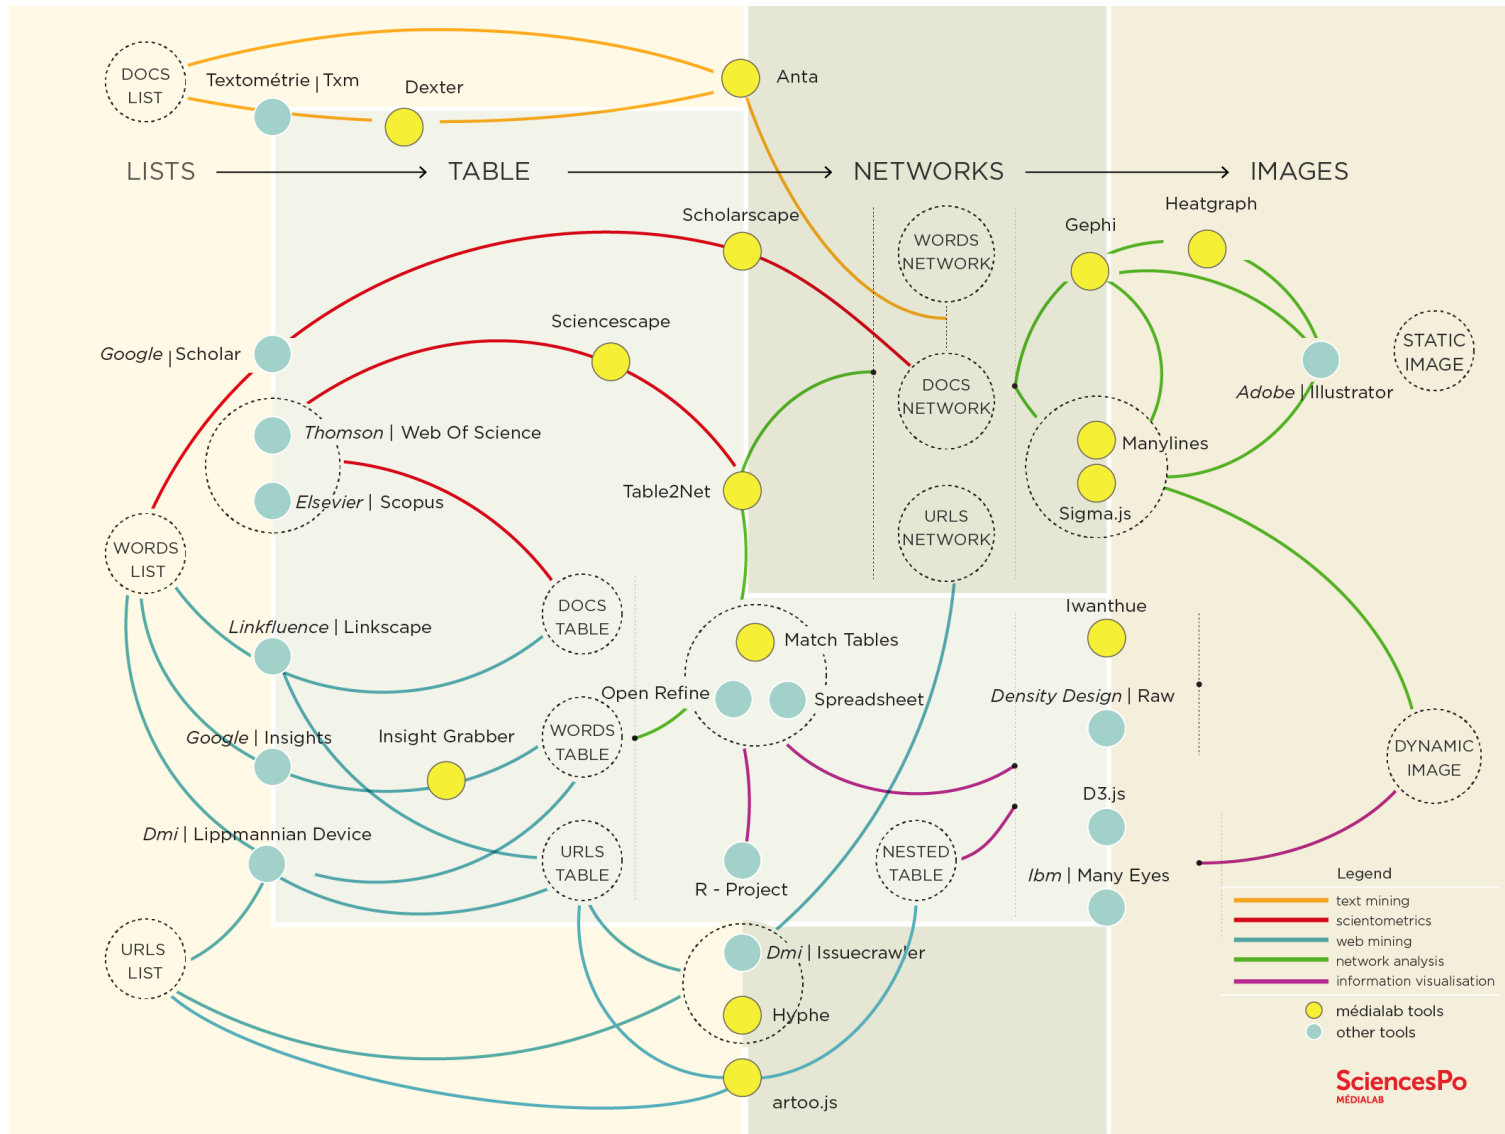 DOCS
LIST
Textométrie | Txm
Dexter
Anta
LISTS
TABLE
NETWORKS
IMAGES
Scholarscape
WORDS
NETWORK
Gephi
Heatgraph
Sciencescape
Google | Scholar
DOCS
NETWORK
STATIC
IMAGE
Adobe | Illustrator
Thomson | Web Of Science
Elsevier | Scopus
Table2Net
Manylines
Sigma.js
URLS
NETWORK
WORDS
LIST
DOCS
TABLE
Linkfluence | Linkscape
Match Tables
Open Refine
Spreadsheet
Iwanthue
Density Design | Raw
Google | Insights
Insight Grabber
WORDS
TABLE
DYNAMIC
IMAGE
D3.js
Dmi | Lippmannian Device
URLS
TABLE
R - Project
NESTED
TABLE
Ibm | Many Eyes
URLS
LIST
Dmi | Issuecrawler
Hyphe
artoo.js
Legend
text mining
scientometrics
web mining
network analysis
information visualisation
médialab tools
other tools
SciencesPo
MÉDIALAB